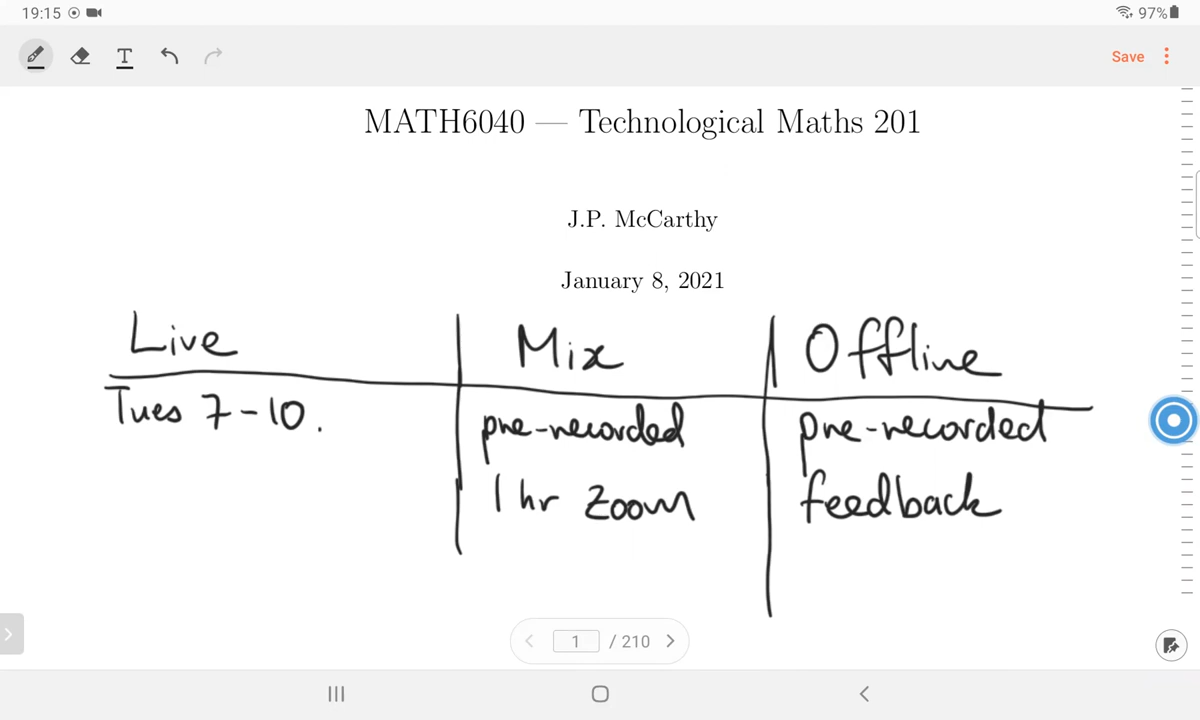 19:15 97%
T Save
MATH6040 — Technological Maths 201
J.P. McCarthy
January 8, 2021
Live Mix Offline
Tues 7-10. pre-recorded pre-recorded
1 hr Zoom feedback
1 / 210